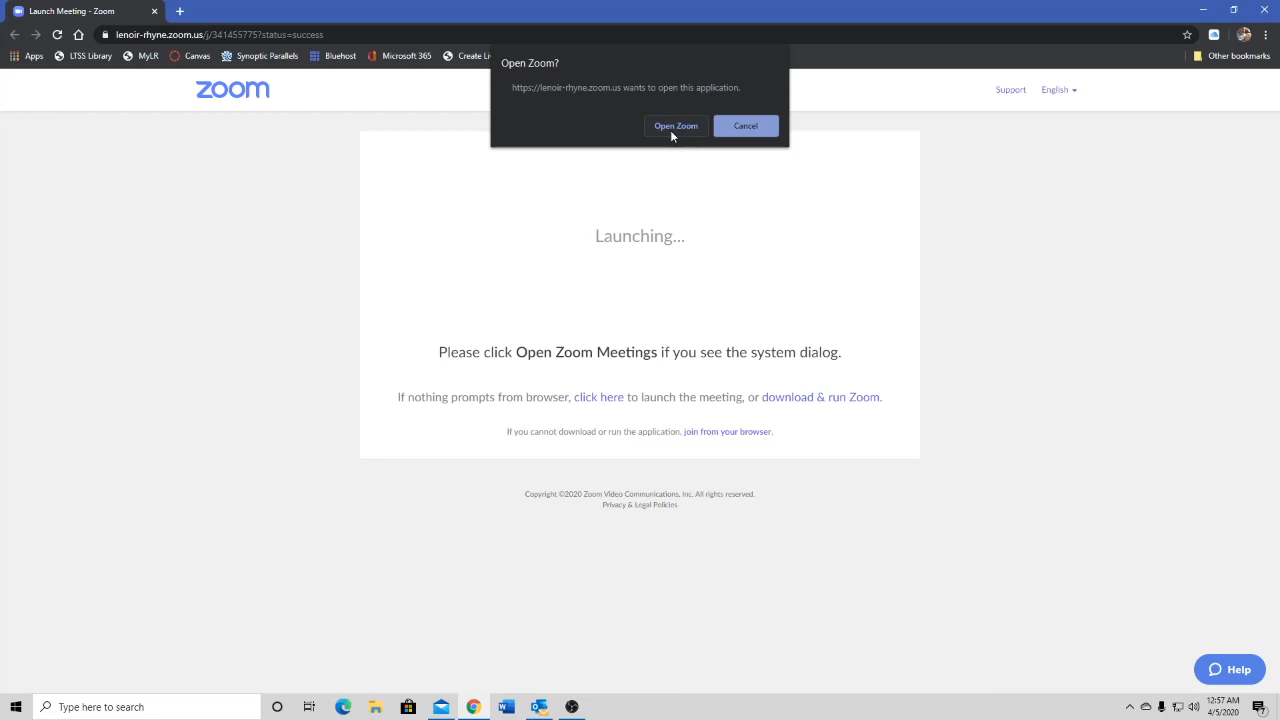 Launch Meeting - Zoom
lenoir-rhyne.zoom.us/j/341455775?status=success
Apps LTSS Library MyLR Canvas Synoptic Parallels Bluehost Microsoft 365 Create Li Other bookmarks
Open Zoom?
https://lenoir-rhyne.zoom.us wants to open this application.
Open Zoom Cancel
zoom Support English
Launching...
Please click Open Zoom Meetings if you see the system dialog.
If nothing prompts from browser, click here to launch the meeting, or download & run Zoom.
If you cannot download or run the application, join from your browser.
Copyright ©2020 Zoom Video Communications, Inc. All rights reserved.
Privacy & Legal Policies
Help
Type here to search
12:57 AM
4/5/2020